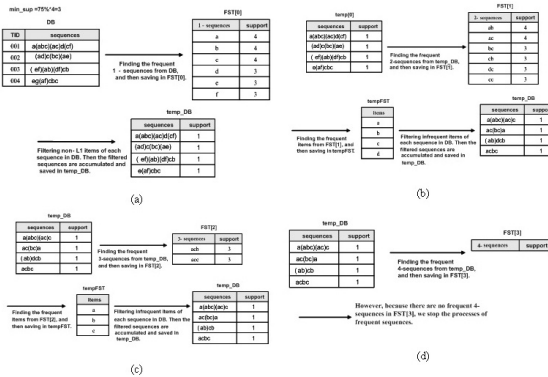 min_sup =75%*4=3
DB
TID sequences
001 a(abc)(ac)d(cf)
002 (ad)c(bc)(ae)
003 (ef)(ab)(df)cb
004 eg(af)cbc
Finding the frequent
1 - sequences from DB,
and then saving in FST[0].
FST[0]
1 - sequences support
a 4
b 4
c 4
d 3
e 3
f 3
Filtering non- L1 items of each
sequence in DB. Then the filtered
sequences are accumulated and
saved in temp_DB.
temp_DB
sequences support
a(abc)(ac)d(cf) 1
(ad)c(bc)(ae) 1
(ef)(ab)(df)cb 1
e(af)cbc 1
(a)
temp[0]
sequences support
a(abc)(ac)d(cf) 1
(ad)c(bc)(ae) 1
(ef)(ab)(df)cb 1
e(af)cbc 1
Finding the frequent
2-sequences from temp_DB,
and then saving in FST[1].
FST[1]
2- sequences support
ab 4
ac 4
bc 3
cb 3
dc 3
cc 3
Finding the frequent
items from FST[1], and
then saving in tempFST.
tempFST
items
a
b
c
d
Filtering Infrequent Items of
each sequence in DB. Then the
filtered sequences are
accumulated and saved in
temp_DB.
temp_DB
sequences support
a(abc)(ac)c 1
ac(bc)a 1
(ab)dcb 1
acbc 1
(b)
temp_DB
sequences support
a(abc)(ac)c 1
ac(bc)a 1
(ab)dcb 1
acbc 1
Finding the frequent
3-sequences from temp_DB,
and then saving in FST[2].
FST[2]
3- sequences support
acb 3
acc 3
Finding the frequent
items from FST[2], and
then saving in tempFST.
tempFST
items
a
b
c
Filtering Infrequent Items of
each sequence in DB. Then the
filtered sequences are
accumulated and saved in
temp_DB.
temp_DB
sequences support
a(abc)(ac)c 1
ac(bc)a 1
(ab)cb 1
acbc 1
(c)
temp_DB
sequences support
a(abc)(ac)c 1
ac(bc)a 1
(ab)cb 1
acbc 1
Finding the frequent
4-sequences from temp_DB,
and then saving in FST[3].
FST[3]
4- sequences support
However, because there are no frequent 4-
sequences in FST[3], we stop the processes of
frequent sequences.
(d)